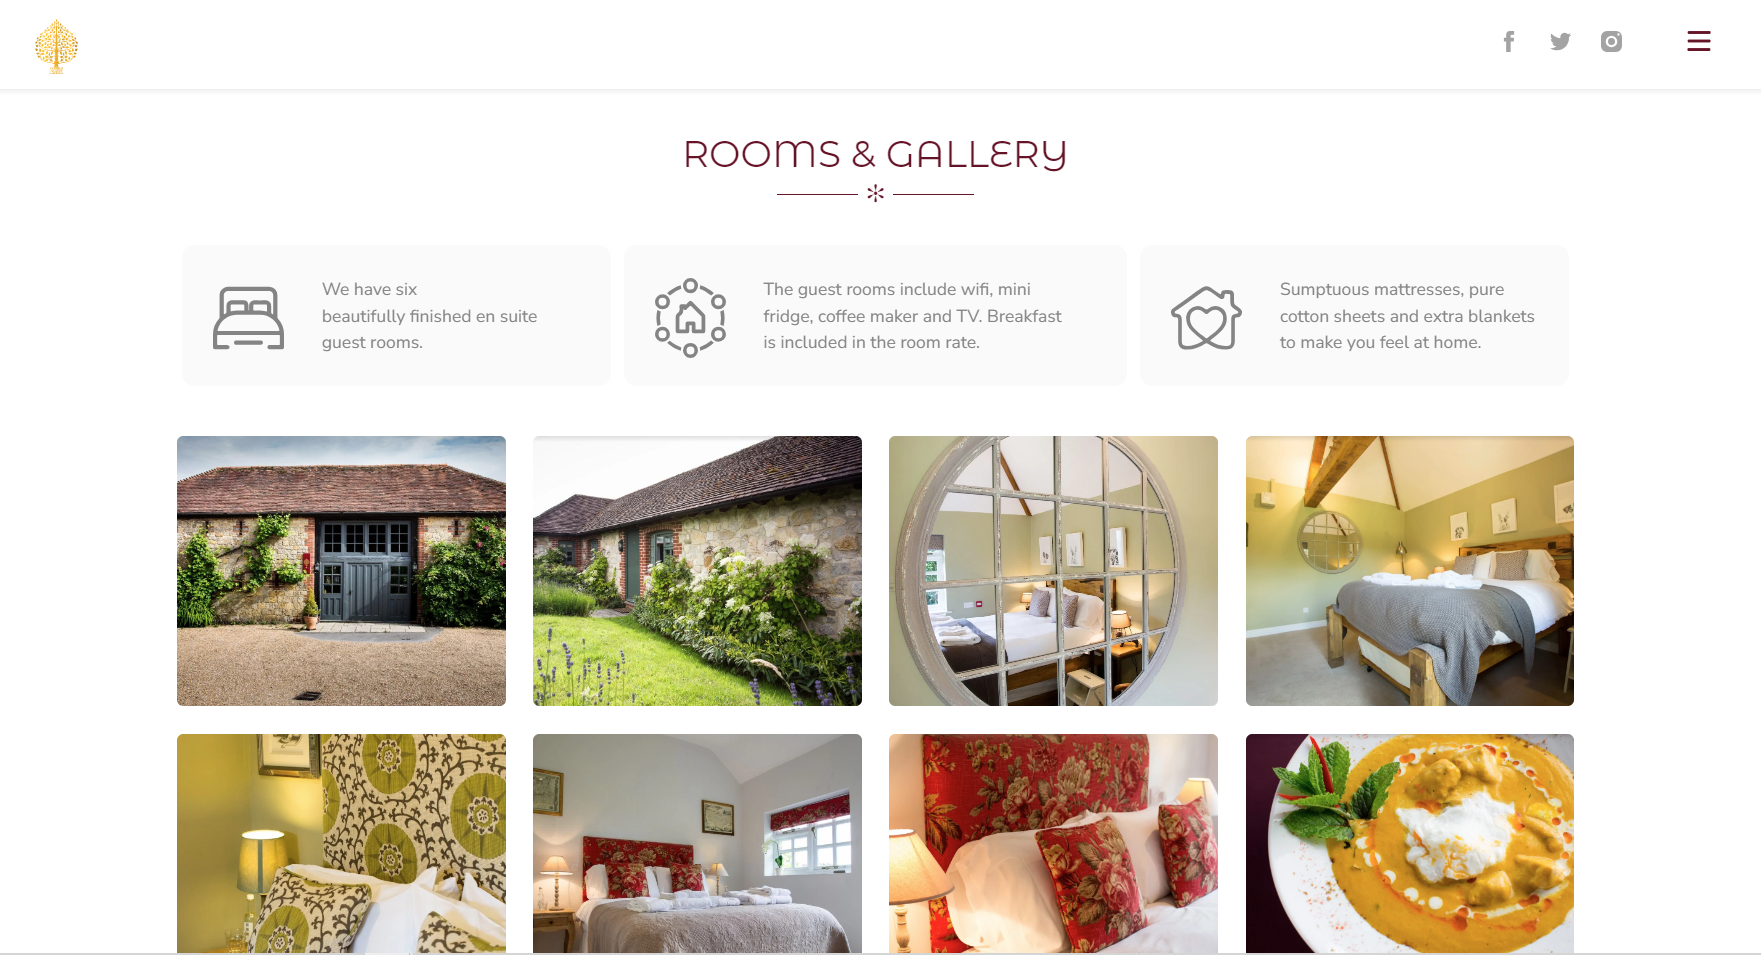 ROOMS & GALLERY
We have six
beautifully finished en suite
guest rooms.
The guest rooms include wifi, mini
fridge, coffee maker and TV. Breakfast
is included in the room rate.
Sumptuous mattresses, pure
cotton sheets and extra blankets
to make you feel at home.